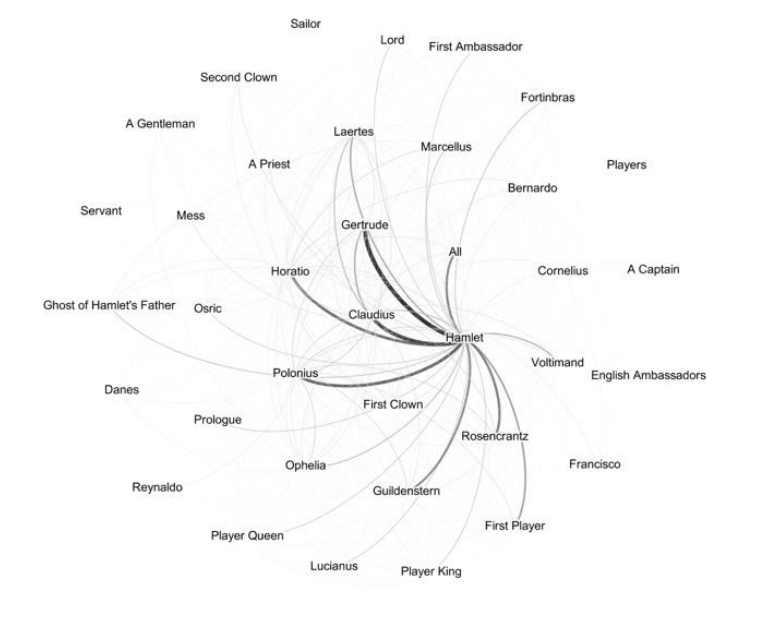 Sailor
Lord
First Ambassador
Second Clown
Fortinbras
A Gentleman
Laertes
Marcellus
A Priest
Players
Bernardo
Servant
Mess
Gertrude
All
Horatio
Cornelius
A Captain
Ghost of Hamlet's Father
Osric
Claudius
Hamlet
Voltimand
Polonius
English Ambassadors
Danes
First Clown
Prologue
Rosencrantz
Ophelia
Francisco
Reynaldo
Guildenstern
First Player
Player Queen
Lucianus
Player King